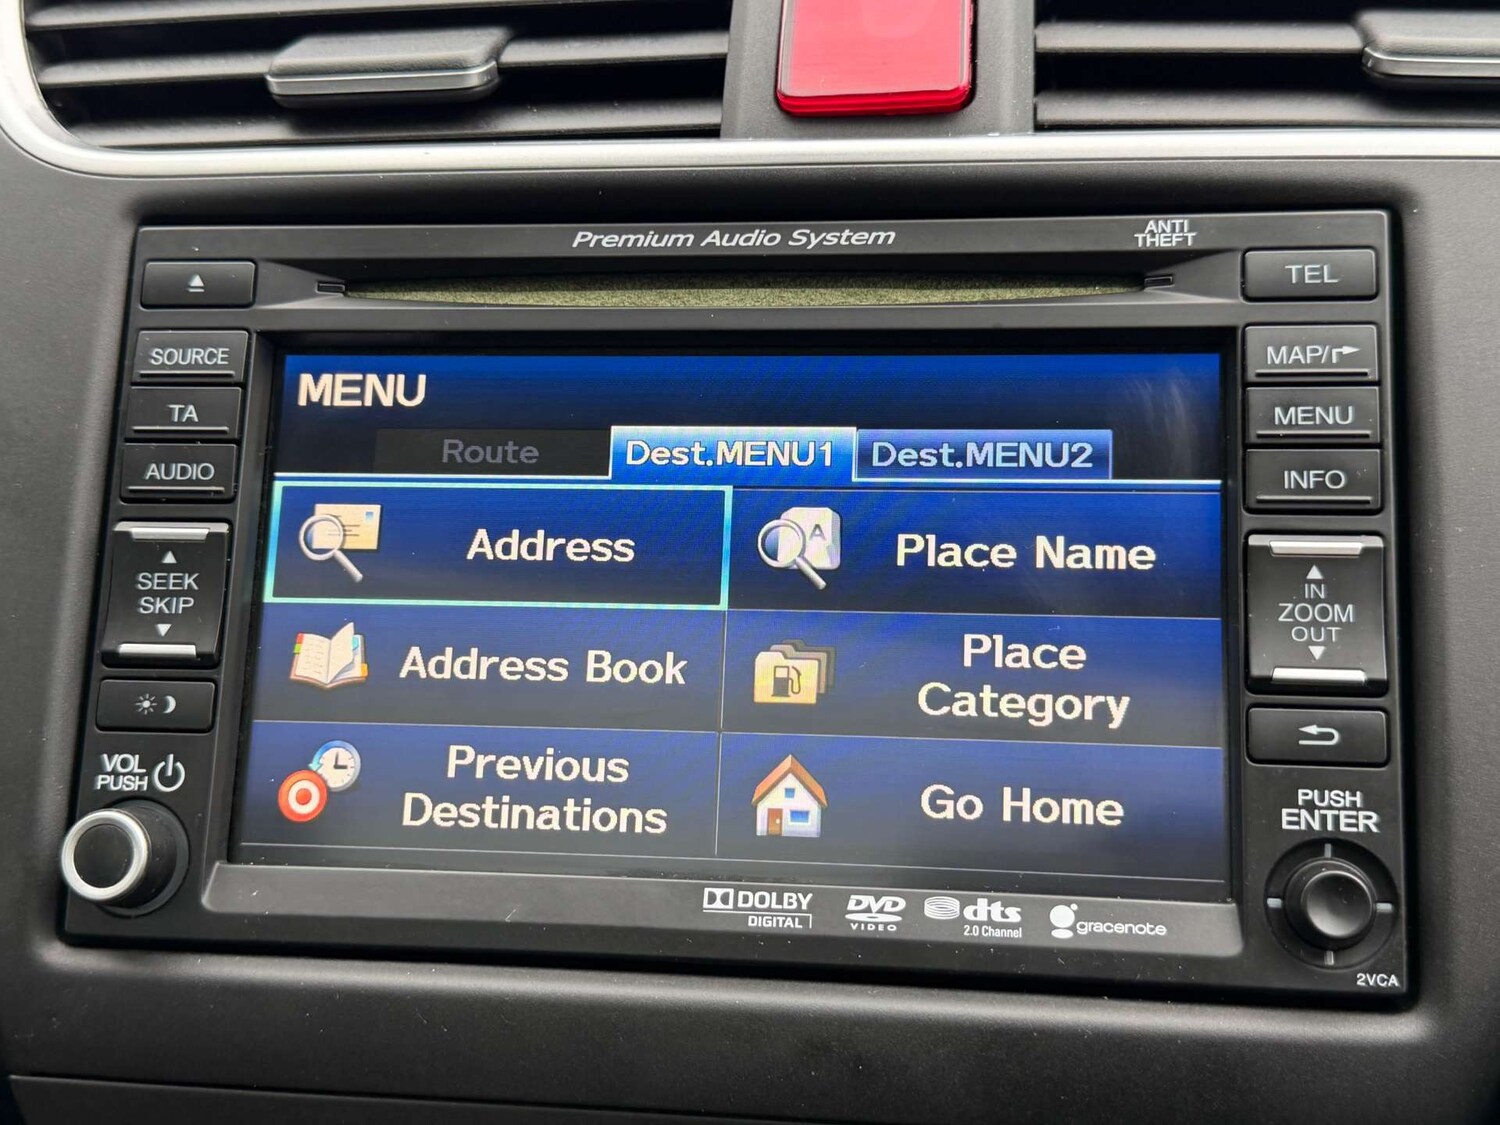 Premium Audio System
ANTI
THEFT
TEL
SOURCE
MAP/
TA
MENU
AUDIO
INFO
SEEK
SKIP
IN
ZOOM
OUT
VOL
PUSH
PUSH
ENTER
MENU
Route
Dest.MENU1
Dest.MENU2
Address
A
Place Name
Address Book
Place
Category
Previous
Destinations
Go Home
DOLBY
DIGITAL
DVD
VIDEO
dts
2.0 Channel
gracenote
2VCA